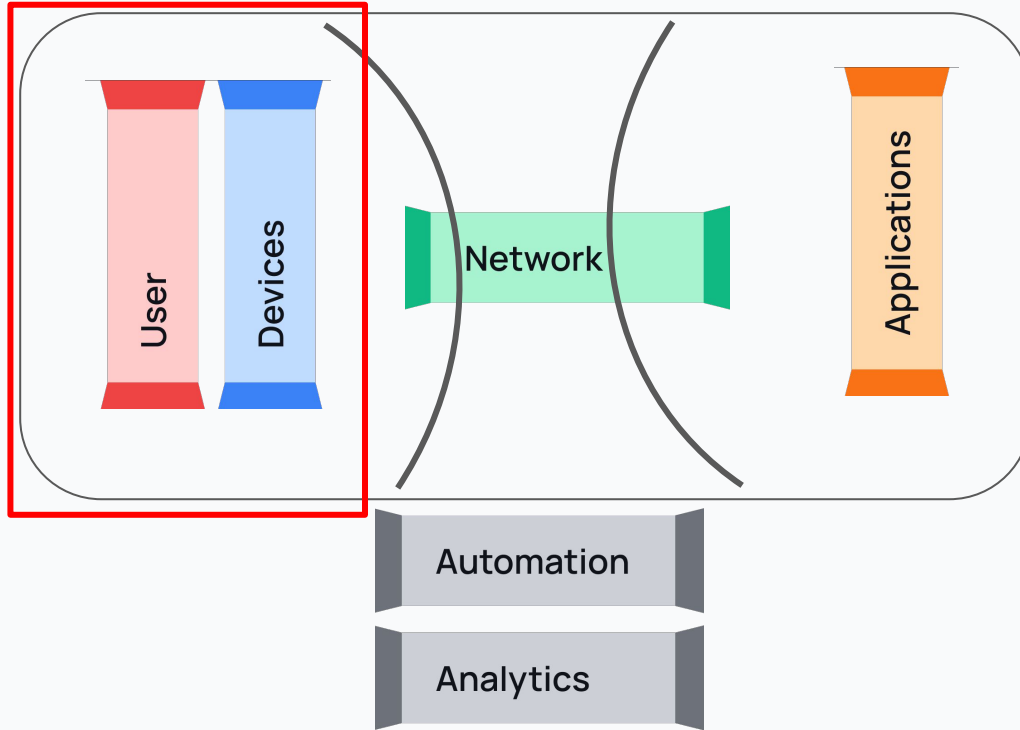 User
Devices
Network
Applications
Automation
Analytics